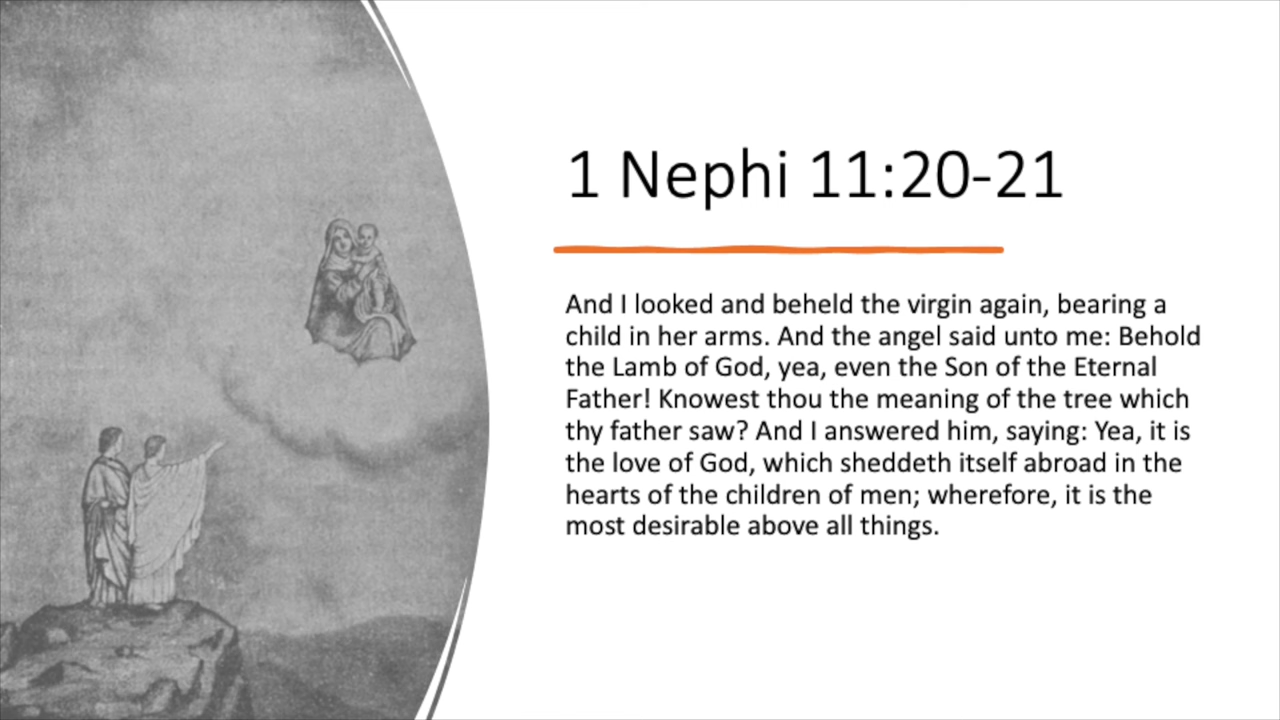 1 Nephi 11:20-21
And I looked and beheld the virgin again, bearing a
child in her arms. And the angel said unto me: Behold
the Lamb of God, yea, even the Son of the Eternal
Father! Knowest thou the meaning of the tree which
thy father saw? And I answered him, saying: Yea, it is
the love of God, which sheddeth itself abroad in the
hearts of the children of men; wherefore, it is the
most desirable above all things.